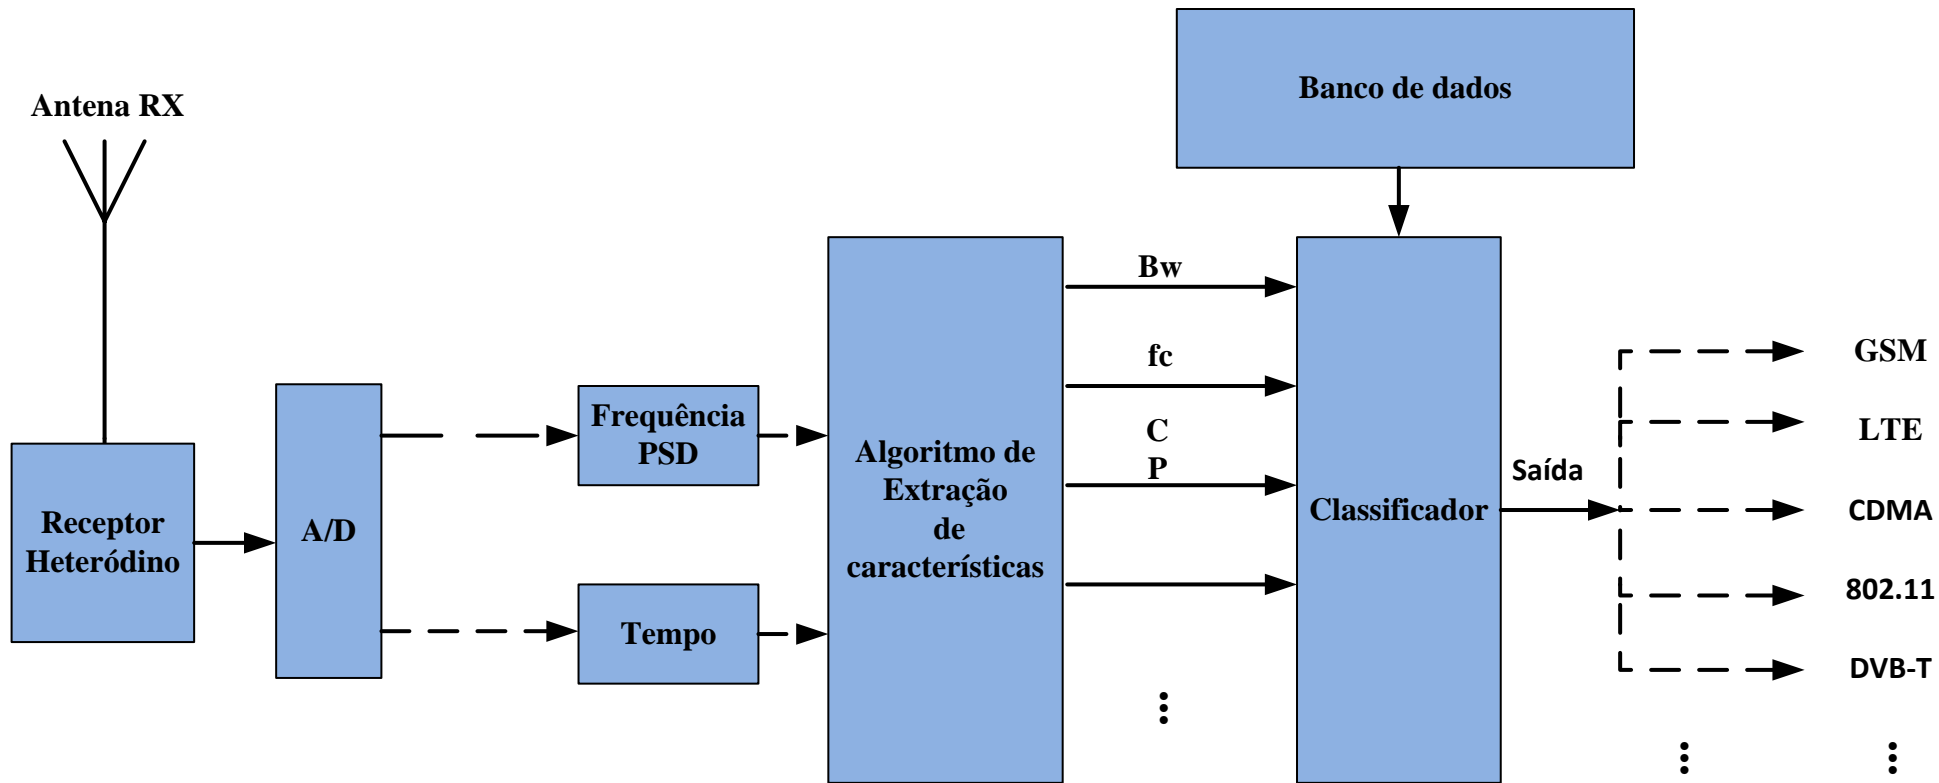 Banco de dados
Antena RX
Receptor
Heteródino
A/D
Frequência
PSD
Tempo
Algoritmo de
Extração
de
características
Bw
fc
C
P
Classificador
Saída
GSM
LTE
CDMA
802.11
DVB-T